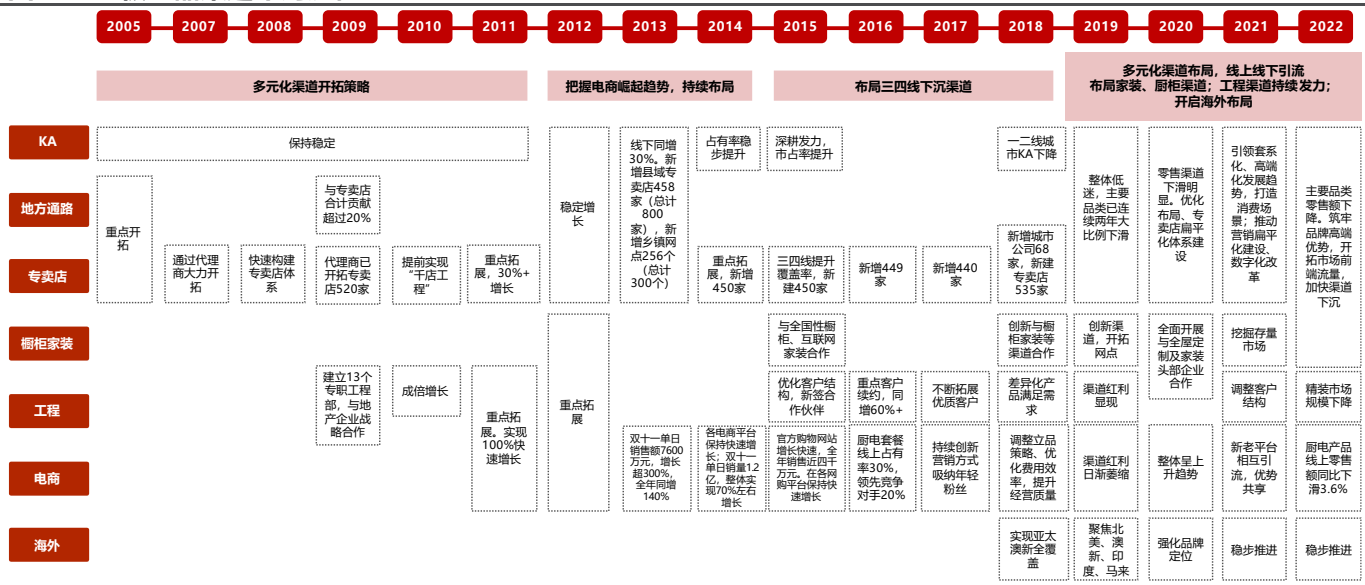 2005 2007 2008 2009 2010 2011 2012 2013 2014 2015 2016 2017 2018 2019 2020 2021 2022
多元化渠道开拓策略
把握电商崛起趋势，持续布局
布局三四线下沉渠道
多元化渠道布局，线上线下引流
布局家装、厨柜渠道；工程渠道持续发力；
开启海外布局
KA
保持稳定
稳定增
长
线下同增
30%。新
增县域专
卖店458
家（总计
800
家），新
增乡镇网
点256个
（总计
300个）
占有率稳
步提升
深耕发力，
市占率提升
一二线城
市KA下降
整体低
迷，主要
品类已连
续两年大
比例下滑
零售渠道
下滑明
显。优化
布局、专
卖店扁平
化体系建
设
引领套系
化、高端
化发展趋
势，打造
消费场
景；推动
营销扁平
化建设、
数字化改
革
主要品类
零售额下
降。筑牢
品牌高端
优势，开
拓市场前
端流量，
加快渠道
下沉
地方通路
重点开
拓
与专卖店
合计贡献
超过20%
专卖店
通过代理
商大力开
拓
快速构建
专卖店体
系
代理商已
开拓专卖
店520家
提前实现
“千店工
程”
重点拓
展，30%+
增长
重点拓
展，新增
450家
三四线提升
覆盖率，新
建450家
新增449
家
新增440
家
新增城市
公司68
家，新建
专卖店
535家
橱柜家装
与全国性橱
柜、互联网
家装合作
创新与橱
柜家装等
渠道合作
创新渠
道，开拓
网点
全面开展
与全屋定
制及家装
头部企业
合作
挖掘存量
市场
工程
建立13个
专职工程
部，与地
产企业战
略合作
成倍增长
重点拓
展。实现
100%快
速增长
重点拓
展
优化客户结
构，新签合
作伙伴
重点客户
续约，同
增60%+
不断拓展
优质客户
差异化产
品满足需
求
渠道红利
显现
调整客户
结构
精装市场
规模下降
电商
双十一单日
销售额7600
万元，增长
超300%，
全年同增
140%
各电商平台
保持快速增
长；双十一
单日销量1.2
亿，整体实
现70%左右
增长
官方购物网站
增长快速，全
年销售近四千
万元。在各网
购平台保持快
速增长
厨电套餐
线上占有
率30%，
领先竞争
对手20%
持续创新
营销方式
吸纳年轻
粉丝
调整立品
策略、优
化费用效
率，提升
经营质量
渠道红利
日渐萎缩
整体呈上
升趋势
新老平台
相互引
流，优势
共享
厨电产品
线上零售
额同比下
滑3.6%
海外
实现亚太
澳新全覆
盖
聚焦北
美、澳
新、印
度、马来
强化品牌
定位
稳步推进
稳步推进